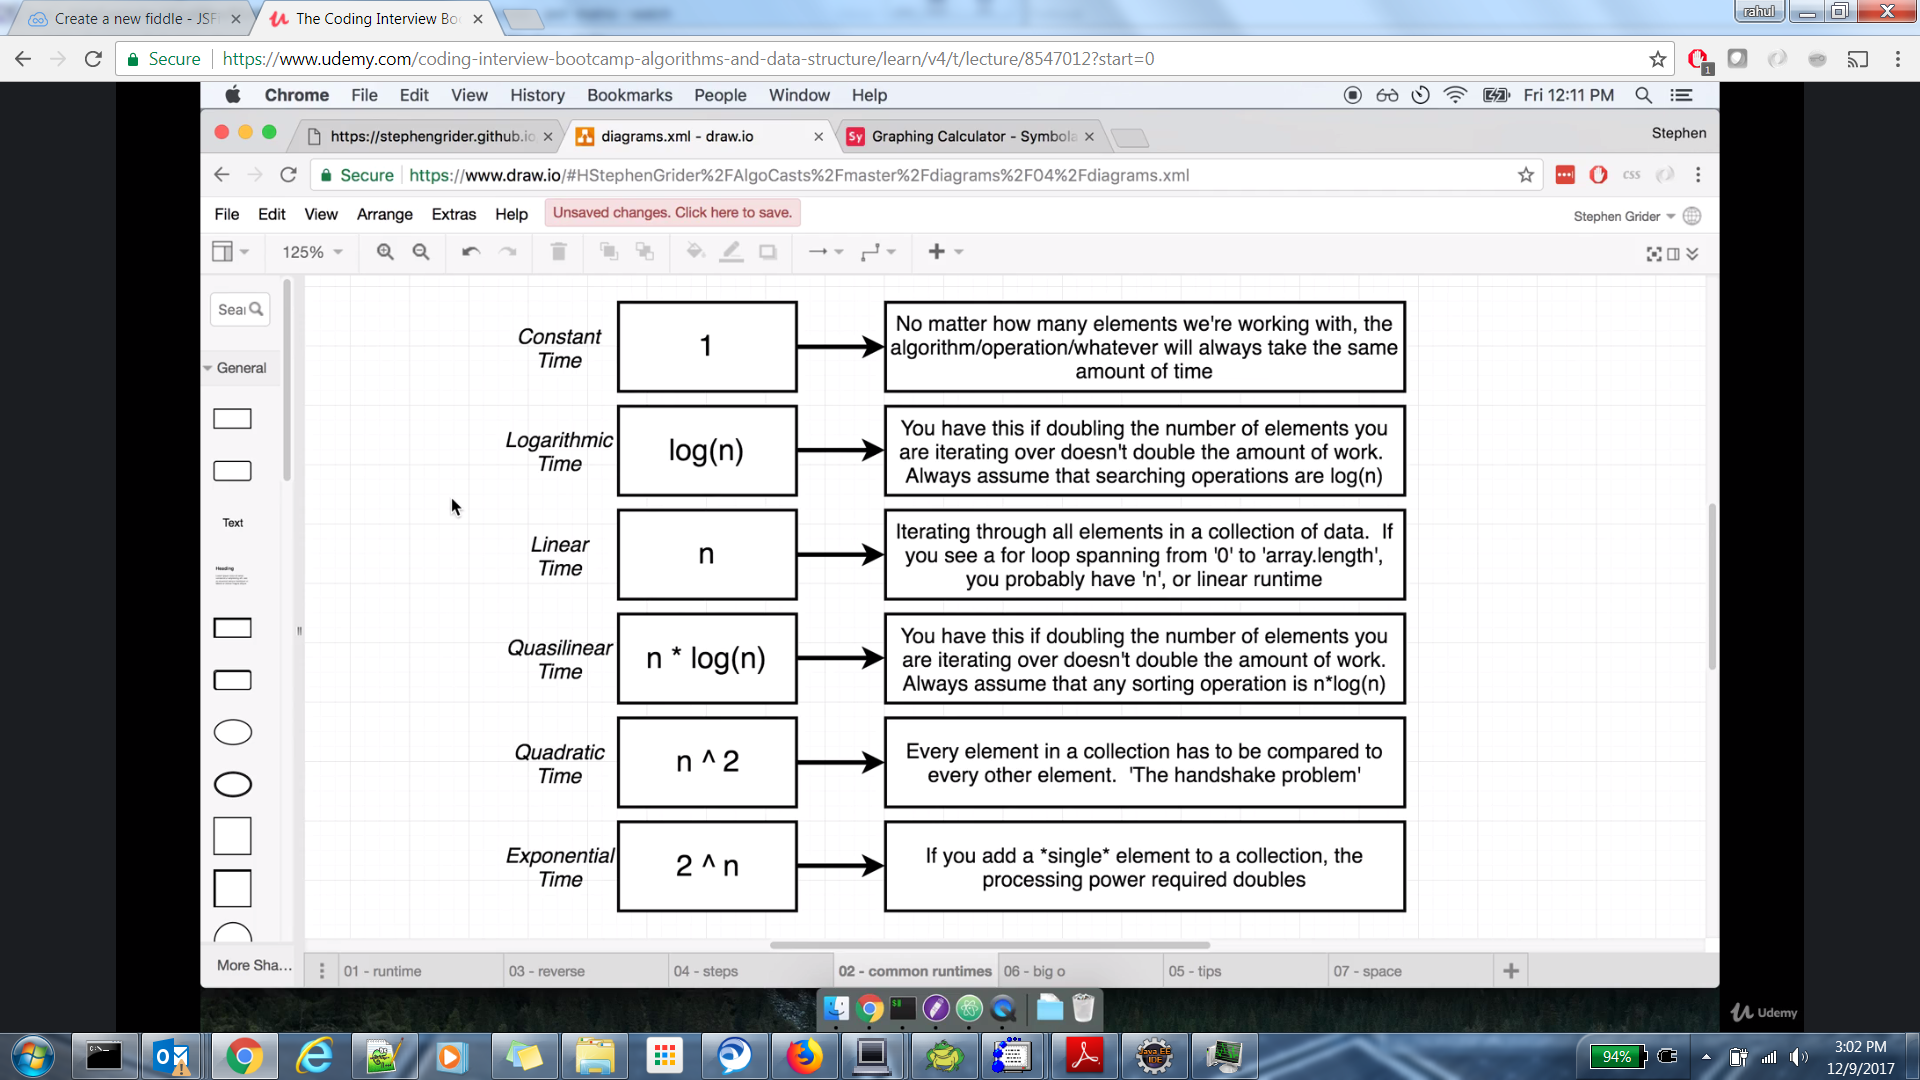 Create a new fiddle - JSFi
The Coding Interview Boo
rahul
Secure
https://www.udemy.com/coding-interview-bootcamp-algorithms-and-data-structure/learn/v4/t/lecture/8547012?start=0
1
Chrome File Edit View History Bookmarks People Window Help
Fri 12:11 PM
https://stephengrider.github.io
diagrams.xml - draw.io
Sy
Graphing Calculator - Symbola
Stephen
Secure
https://www.draw.io/#HStephenGrider%2FAlgoCasts%2Fmaster%2Fdiagrams%2F04%2Fdiagrams.xml
css
File Edit View Arrange Extras Help
Unsaved changes. Click here to save.
Stephen Grider
125%
Sear
General
Text
Heading
More Sha...
Constant
Time
1
No matter how many elements we're working with, the
algorithm/operation/whatever will always take the same
amount of time
Logarithmic
Time
log(n)
You have this if doubling the number of elements you
are iterating over doesn't double the amount of work.
Always assume that searching operations are log(n)
Linear
Time
n
Iterating through all elements in a collection of data. If
you see a for loop spanning from '0' to 'array.length',
you probably have 'n', or linear runtime
Quasilinear
Time
n * log(n)
You have this if doubling the number of elements you
are iterating over doesn't double the amount of work.
Always assume that any sorting operation is n*log(n)
Quadratic
Time
n ^ 2
Every element in a collection has to be compared to
every other element. 'The handshake problem'
Exponential
Time
2 ^ n
If you add a *single* element to a collection, the
processing power required doubles
01 - runtime
03 - reverse
04 - steps
02 - common runtimes
06 - big o
05 - tips
07 - space
Udemy
Java EE
IDE
94%
3:02 PM
12/9/2017